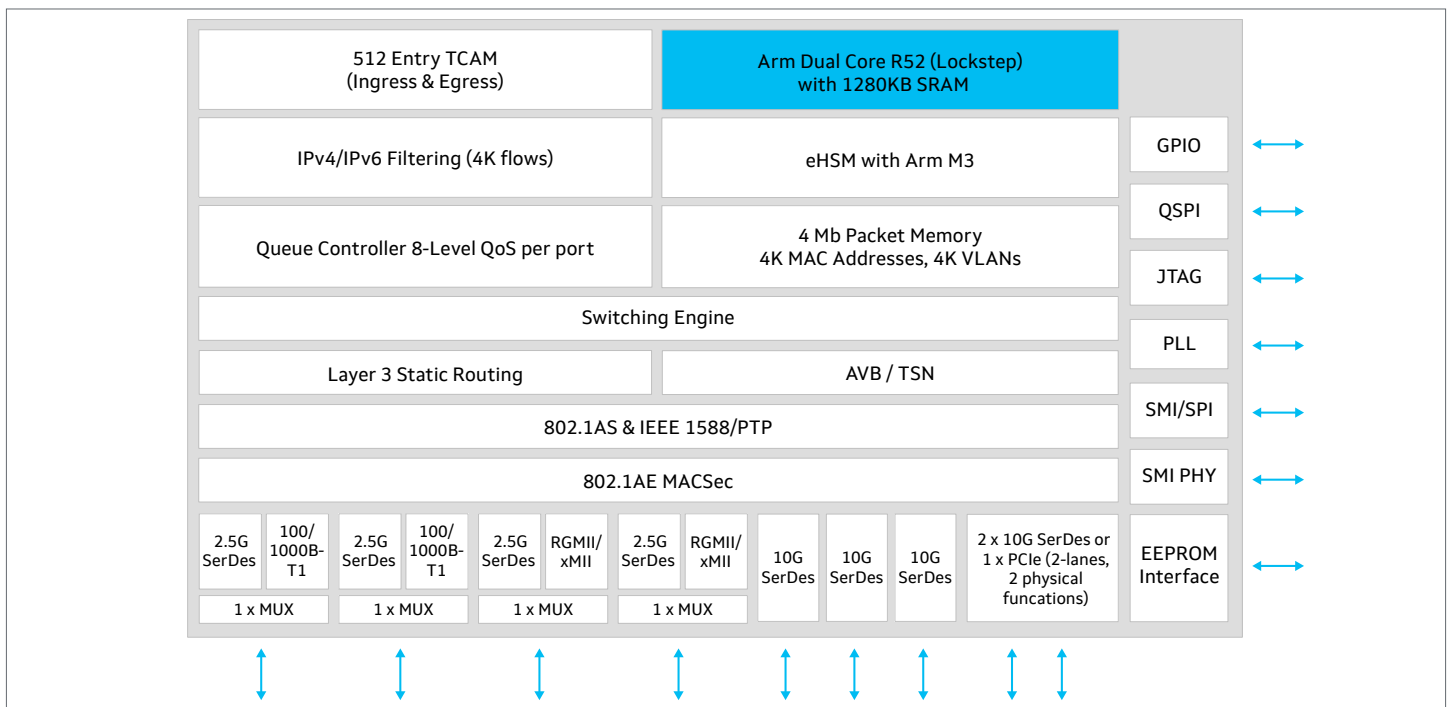 512 Entry TCAM
(Ingress & Egress)
Arm Dual Core R52 (Lockstep)
with 1280KB SRAM
IPv4/IPv6 Filtering (4K flows)
eHSM with Arm M3
GPIO
Queue Controller 8-Level QoS per port
4 Mb Packet Memory
4K MAC Addresses, 4K VLANs
QSPI
JTAG
Switching Engine
PLL
Layer 3 Static Routing
AVB / TSN
SMI/SPI
802.1AS & IEEE 1588/PTP
802.1AE MACSec
SMI PHY
2.5G
SerDes
100/
1000B-
T1
1 x MUX
2.5G
SerDes
100/
1000B-
T1
1 x MUX
2.5G
SerDes
RGMII/
xMII
1 x MUX
2.5G
SerDes
RGMII/
xMII
1 x MUX
10G
SerDes
10G
SerDes
10G
SerDes
2 x 10G SerDes or
1 x PCIe (2-lanes,
2 physical
funcations)
EEPROM
Interface